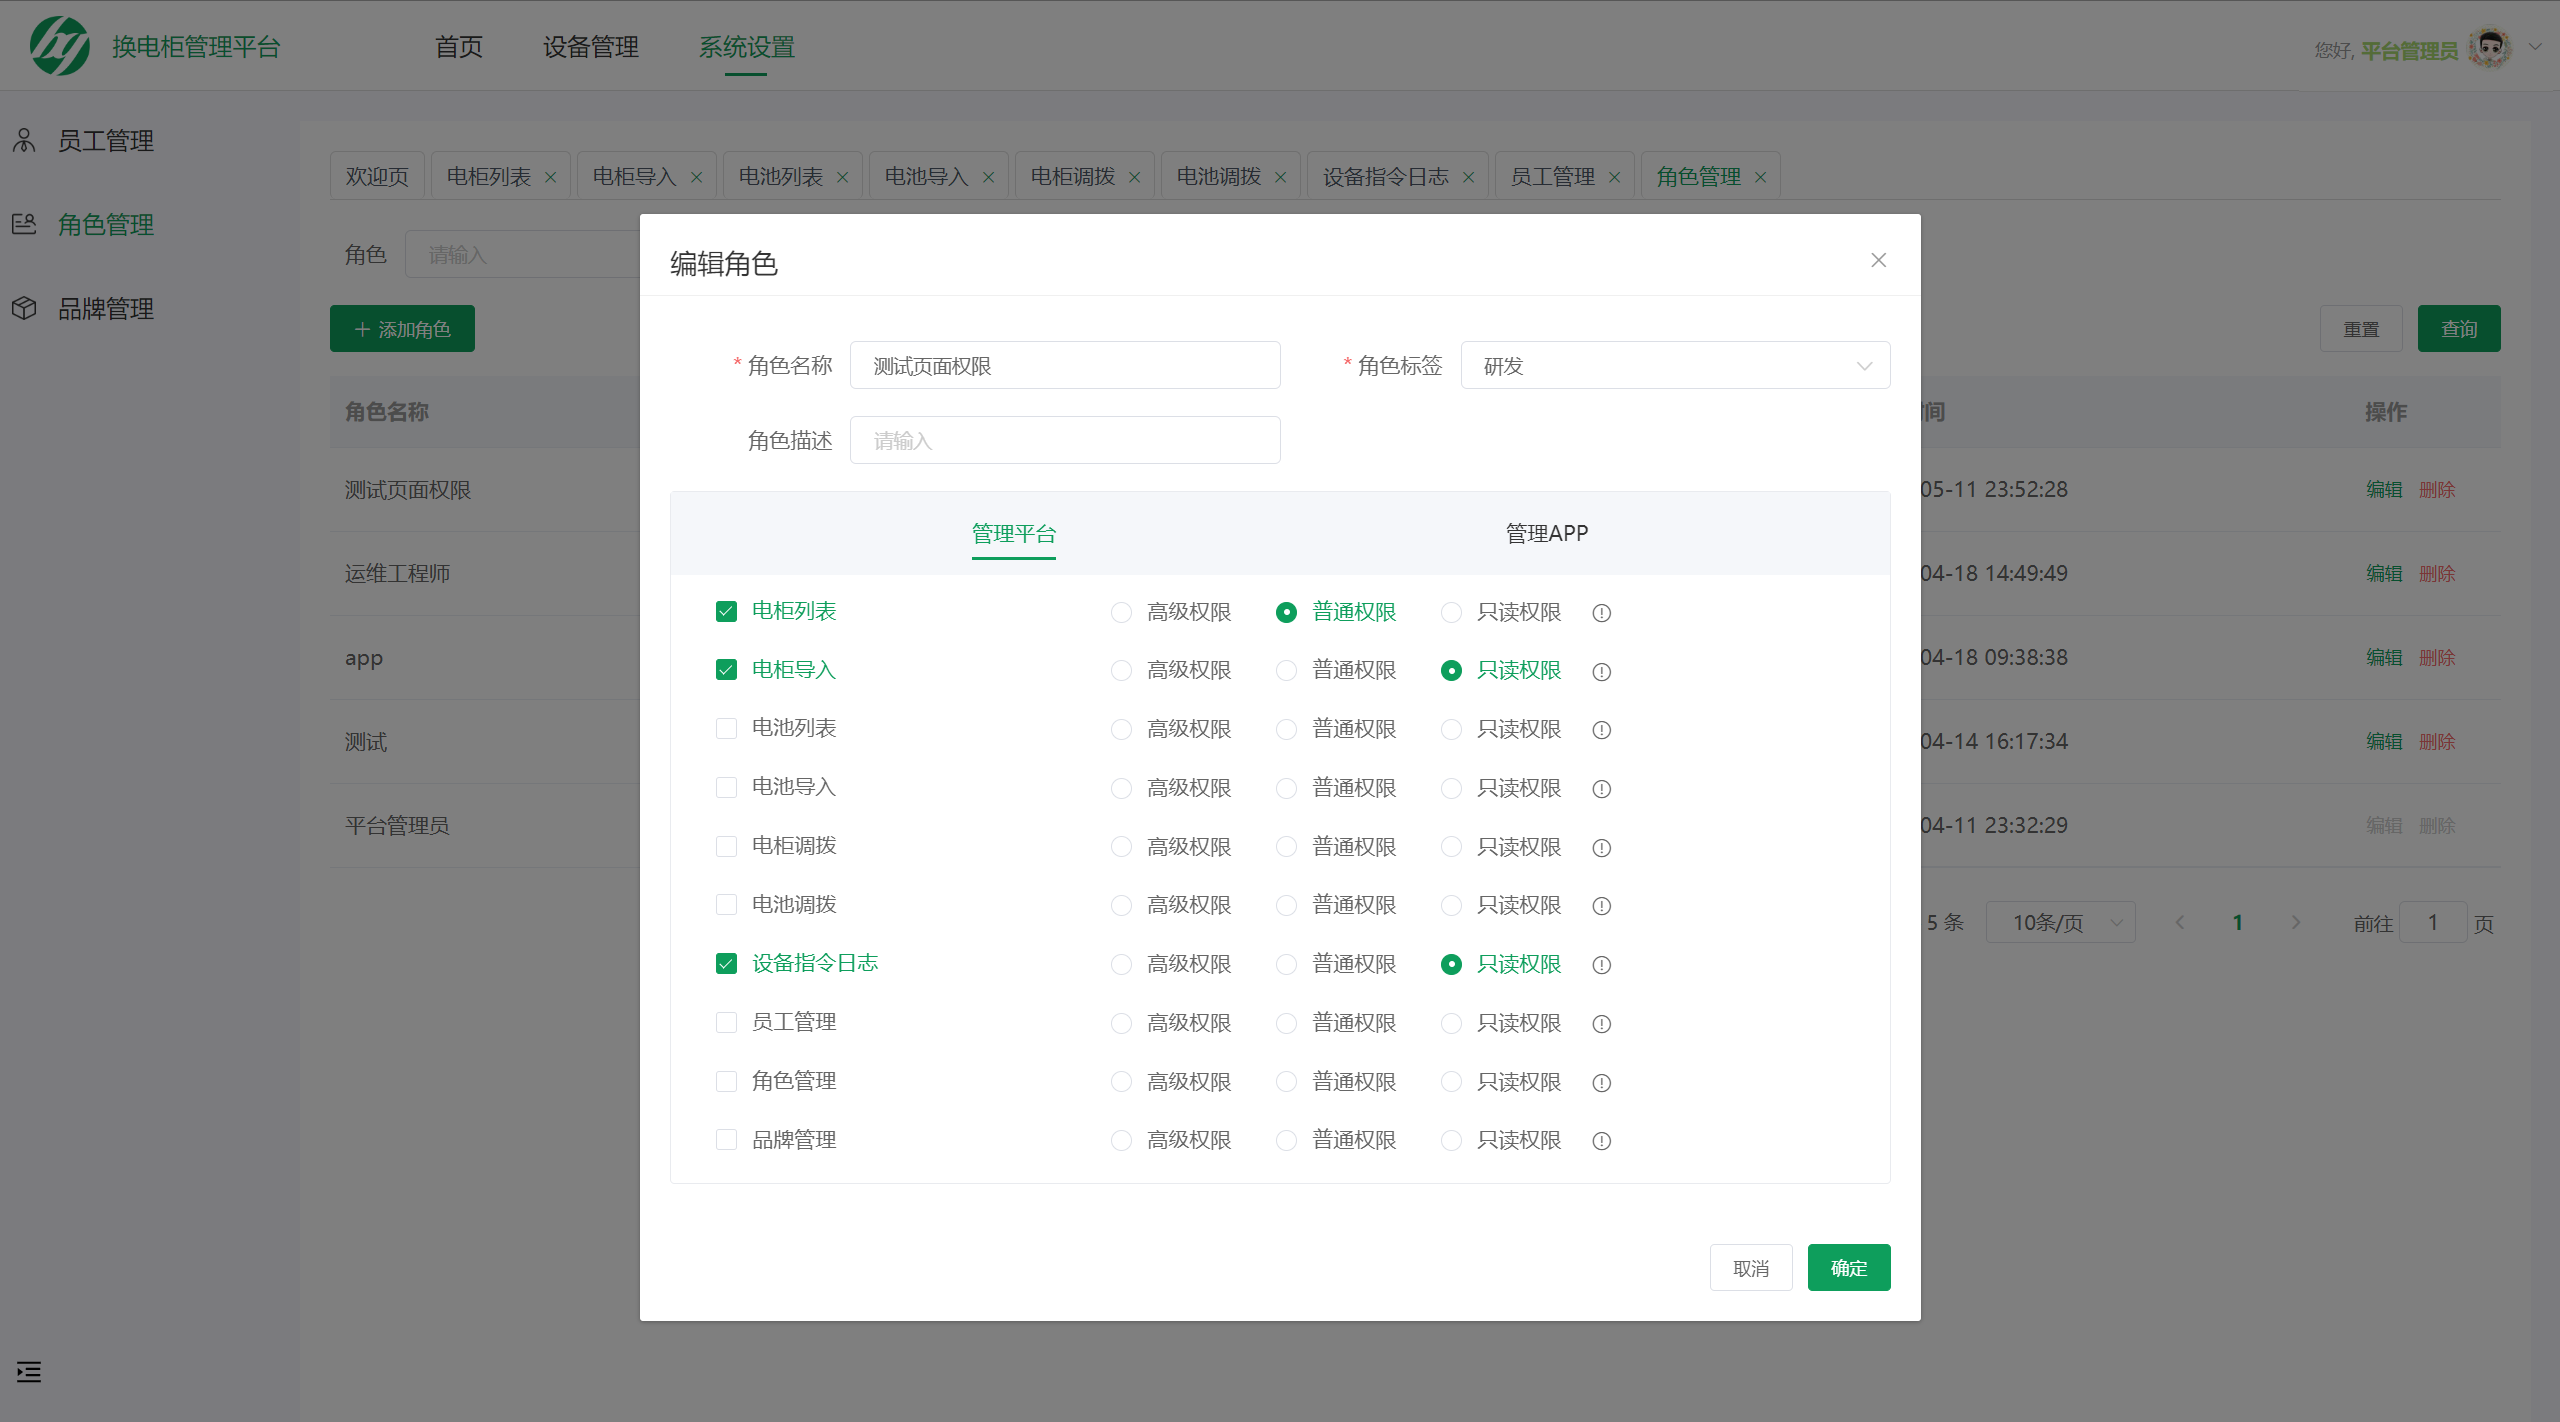 换电柜管理平台 首页 设备管理 系统设置 您好, 平台管理员
员工管理
角色管理
品牌管理
欢迎页 电柜列表 电柜导入 电池列表 电池导入 电柜调拨 电池调拨 设备指令日志 员工管理 角色管理
角色 请输入
添加角色 重置 查询
角色名称 间 操作
测试页面权限 05-11 23:52:28 编辑 删除
运维工程师 04-18 14:49:49 编辑 删除
app 04-18 09:38:38 编辑 删除
测试 04-14 16:17:34 编辑 删除
平台管理员 04-11 23:32:29 编辑 删除
5 条 10条/页 1 前往 1 页
编辑角色
* 角色名称 测试页面权限 * 角色标签 研发
角色描述 请输入
管理平台 管理APP
电柜列表 高级权限 普通权限 只读权限
电柜导入 高级权限 普通权限 只读权限
电池列表 高级权限 普通权限 只读权限
电池导入 高级权限 普通权限 只读权限
电柜调拨 高级权限 普通权限 只读权限
电池调拨 高级权限 普通权限 只读权限
设备指令日志 高级权限 普通权限 只读权限
员工管理 高级权限 普通权限 只读权限
角色管理 高级权限 普通权限 只读权限
品牌管理 高级权限 普通权限 只读权限
取消 确定